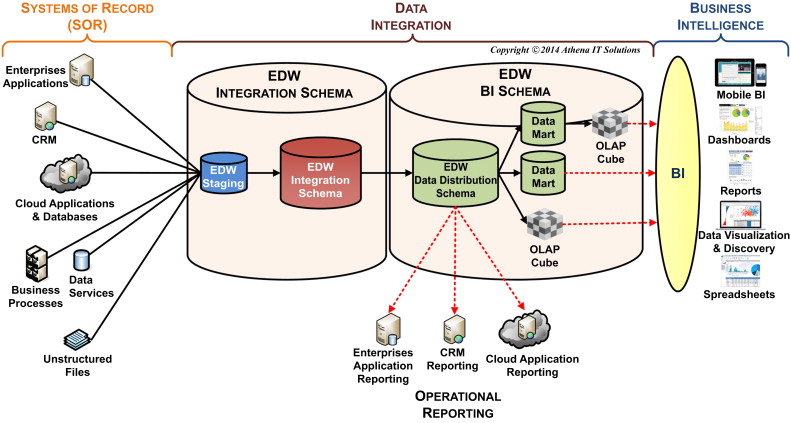 SYSTEMS OF RECORD
(SOR)
DATA
INTEGRATION
BUSINESS
INTELLIGENCE
Copyright © 2014 Athena IT Solutions
Enterprises
Applications
CRM
Cloud Applications
& Databases
Business
Processes
Data
Services
Unstructured
Files
EDW
INTEGRATION SCHEMA
EDW
Staging
EDW
Integration
Schema
EDW
BI SCHEMA
EDW
Data Distribution
Schema
Data
Mart
OLAP
Cube
Data
Mart
OLAP
Cube
BI
Mobile BI
Dashboards
Reports
Data Visualization
& Discovery
Spreadsheets
Enterprises
Application
Reporting
CRM
Reporting
Cloud Application
Reporting
OPERATIONAL
REPORTING